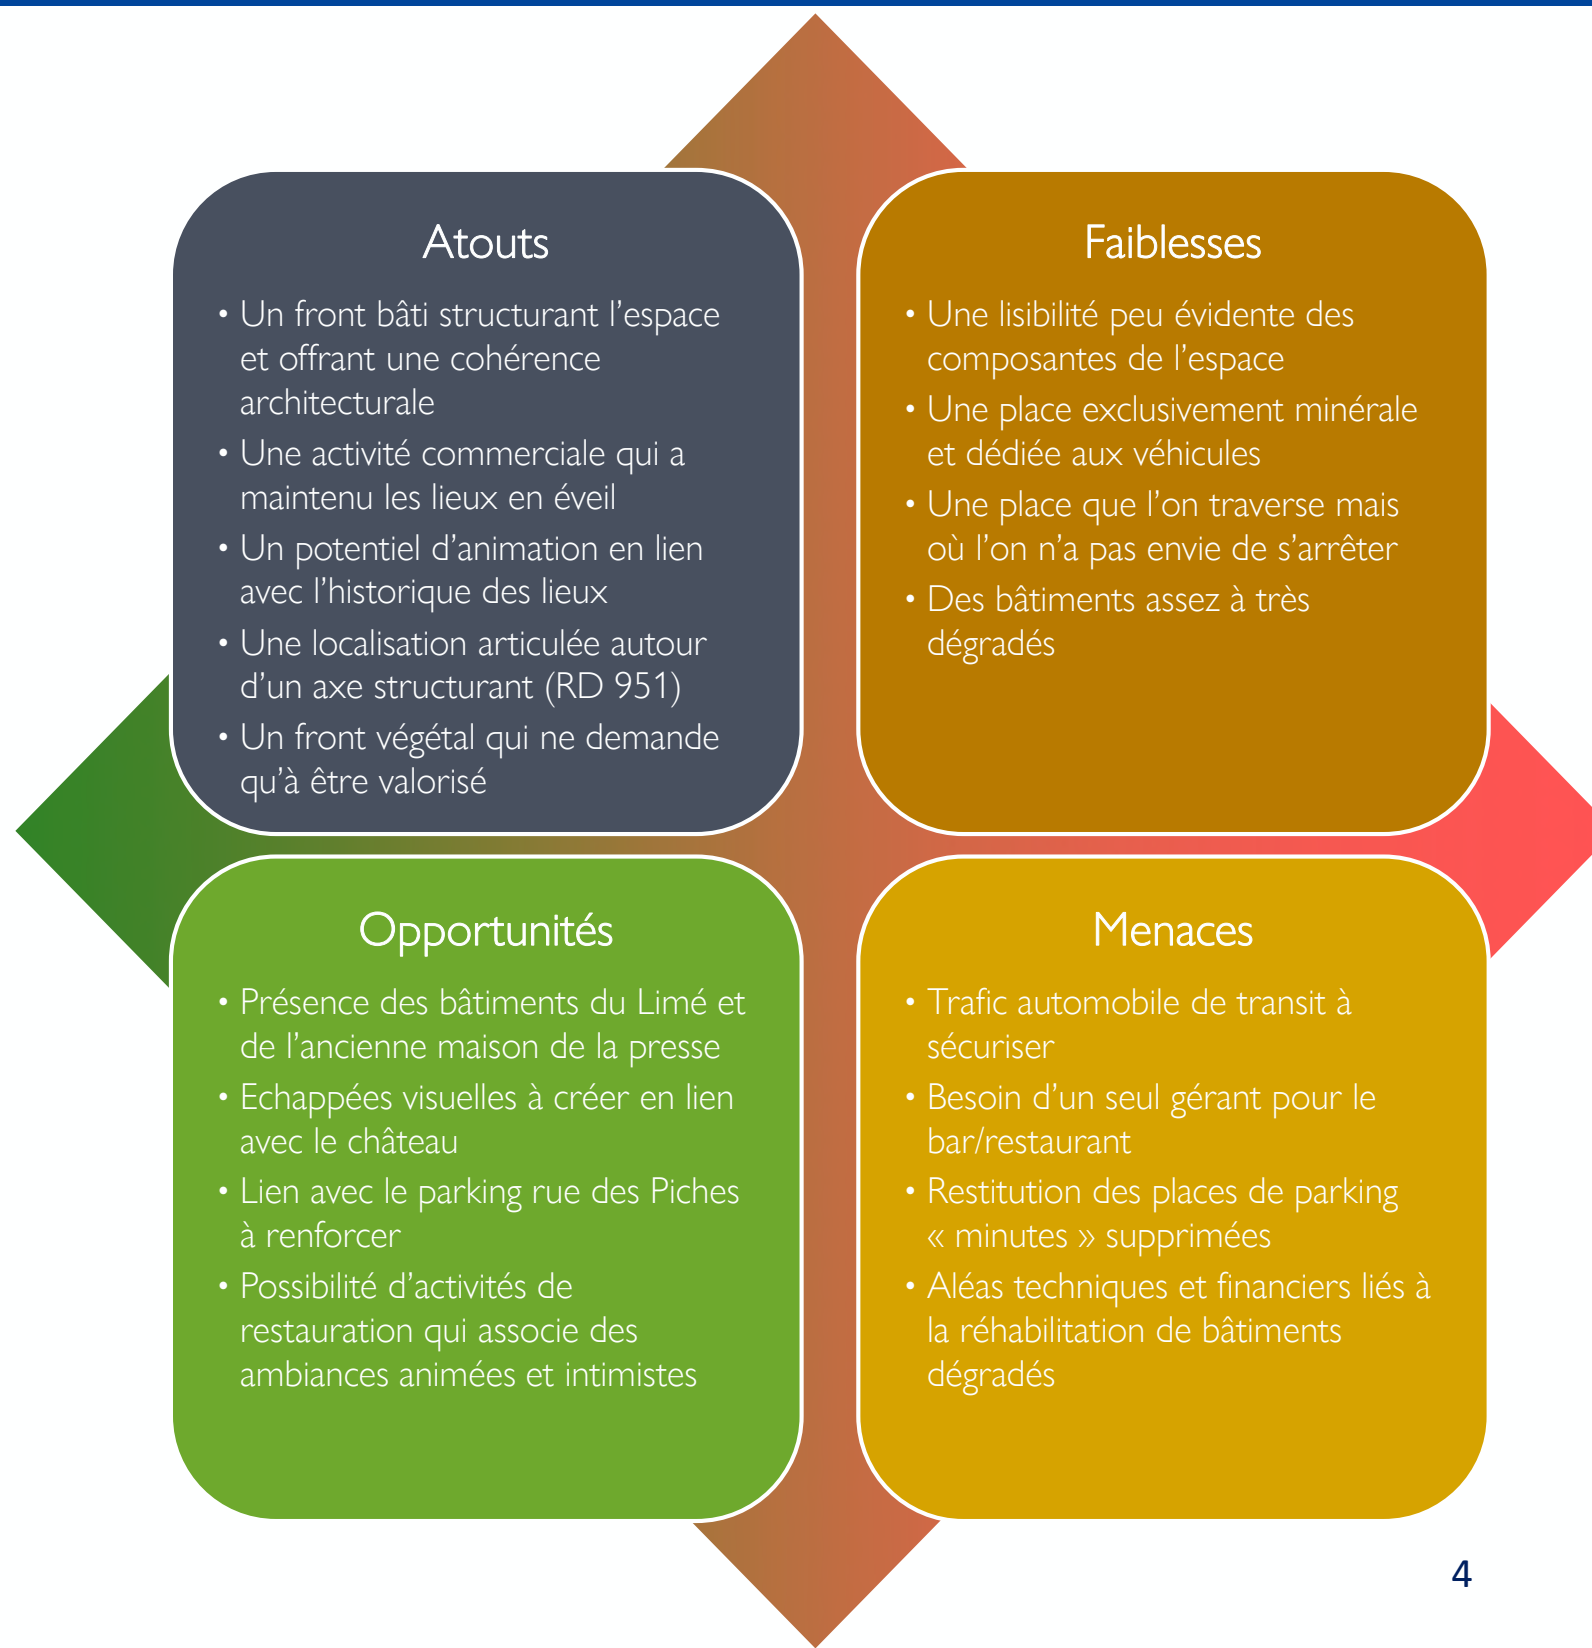 Atouts
• Un front bâti structurant l’espace
et offrant une cohérence
architecturale
• Une activité commerciale qui a
maintenu les lieux en éveil
• Un potentiel d’animation en lien
avec l’historique des lieux
• Une localisation articulée autour
d’un axe structurant (RD 951)
• Un front végétal qui ne demande
qu’à être valorisé
Faiblesses
• Une lisibilité peu évidente des
composantes de l’espace
• Une place exclusivement minérale
et dédiée aux véhicules
• Une place que l’on traverse mais
où l’on n’a pas envie de s’arrêter
• Des bâtiments assez à très
dégradés
Opportunités
• Présence des bâtiments du Limé et
de l’ancienne maison de la presse
• Echappées visuelles à créer en lien
avec le château
• Lien avec le parking rue des Piches
à renforcer
• Possibilité d’activités de
restauration qui associe des
ambiances animées et intimistes
Menaces
• Trafic automobile de transit à
sécuriser
• Besoin d’un seul gérant pour le
bar/restaurant
• Restitution des places de parking
« minutes » supprimées
• Aléas techniques et financiers liés à
la réhabilitation de bâtiments
dégradés
4